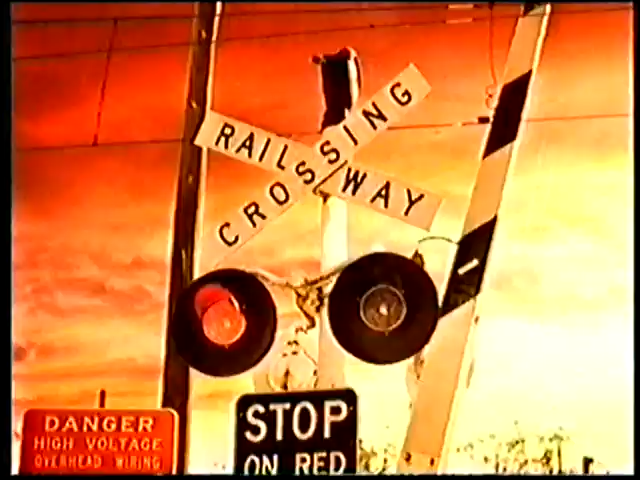 RAILWAY
CROSSING
DANGER
HIGH VOLTAGE
OVERHEAD WIRING
STOP
ON RED